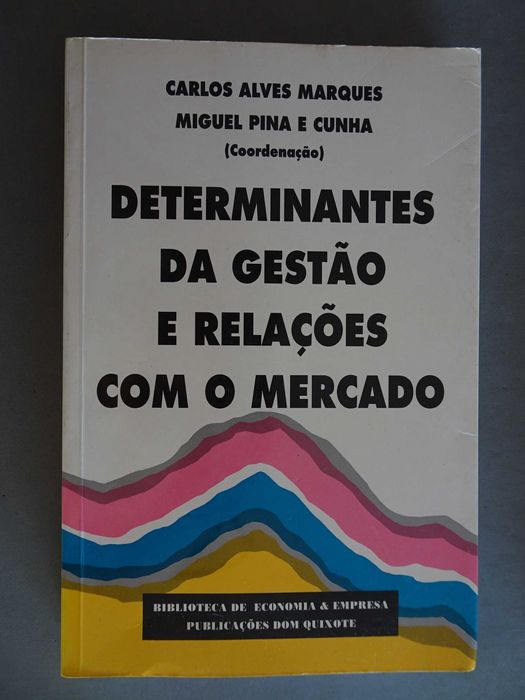 CARLOS ALVES MARQUES
MIGUEL PINA E CUNHA
(Coordenação)
DETERMINANTES
DA GESTÃO
E RELAÇÕES
COM O MERCADO
BIBLIOTECA DE ECONOMIA & EMPRESA
PUBLICAÇÕES DOM QUIXOTE